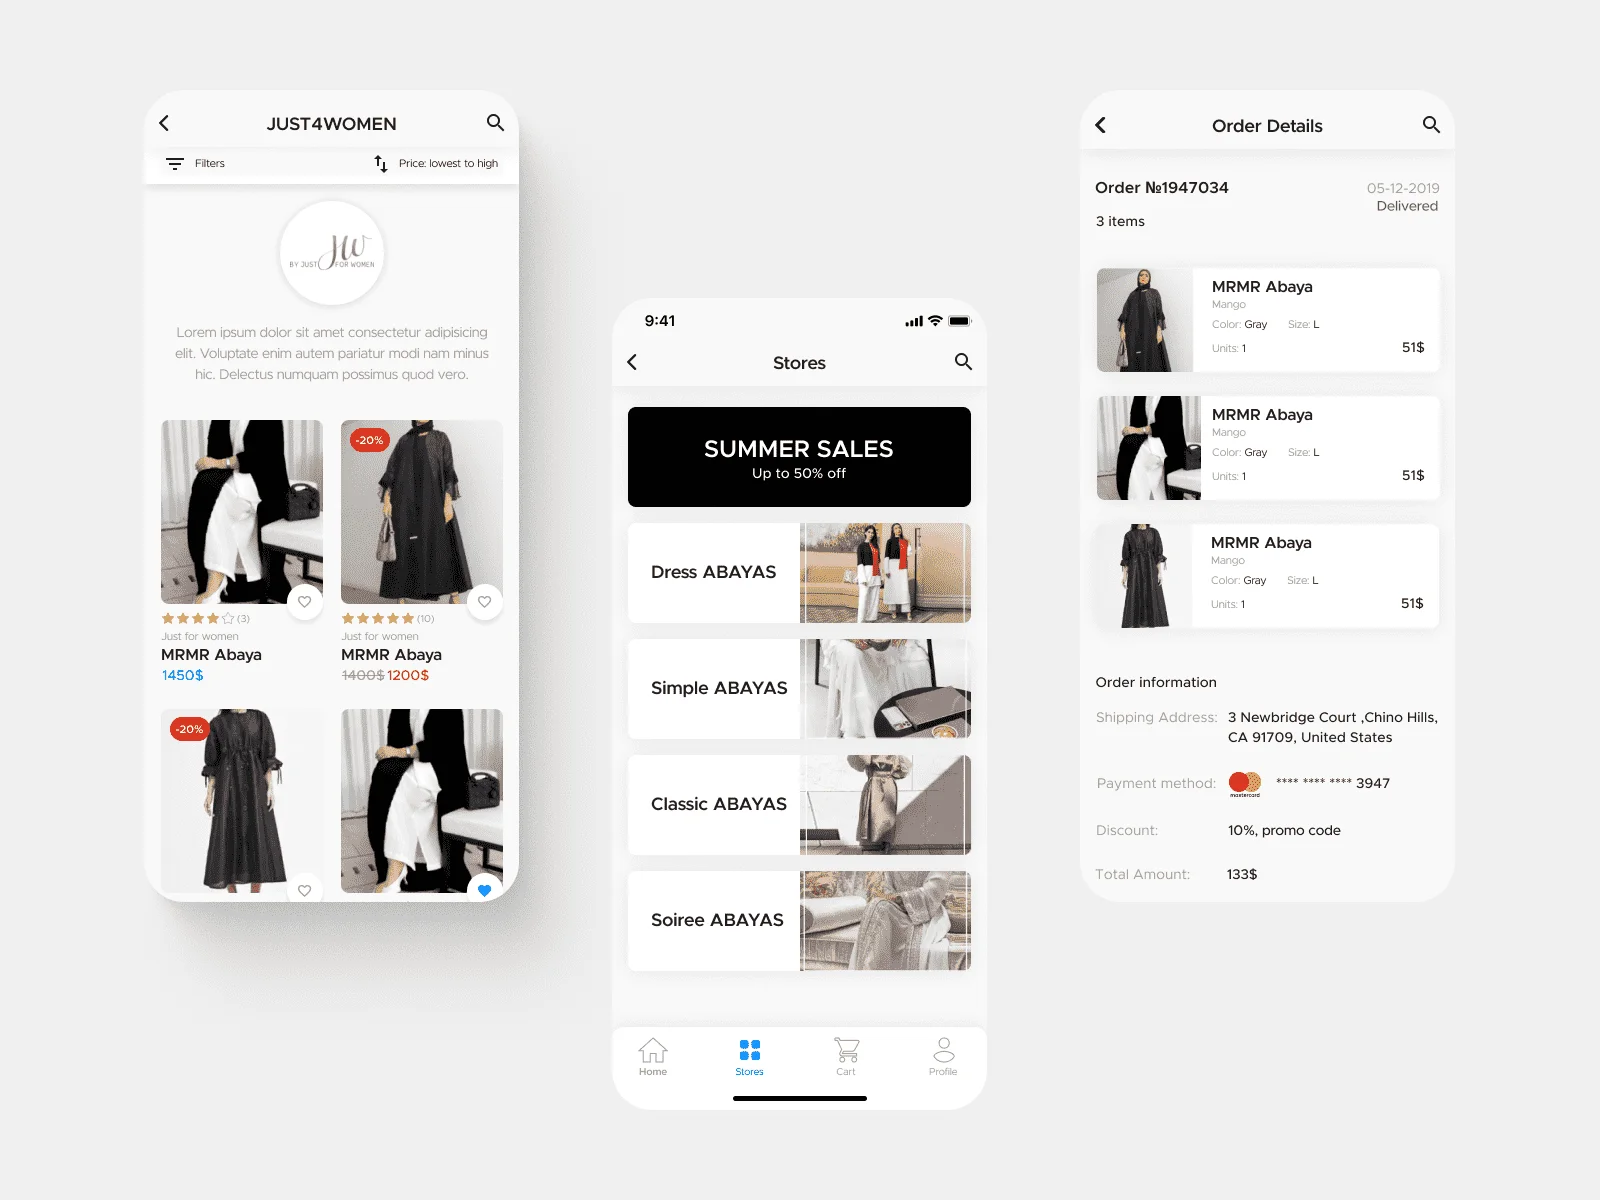 JUST4WOMEN
Filters
Price: lowest to high
JW
BY JUST FOR WOMEN
Lorem ipsum dolor sit amet consectetur adipisicing
elit. Voluptate enim autem pariatur modi nam minus
hic. Delectus numquam possimus quod vero.
-20%
(3)
(10)
Just for women
Just for women
MRMR Abaya
MRMR Abaya
1450$
1400$ 1200$
-20%
9:41
Stores
SUMMER SALES
Up to 50% off
Dress ABAYAS
Simple ABAYAS
Classic ABAYAS
Soiree ABAYAS
Home
Stores
Cart
Profile
Order Details
Order №1947034
05-12-2019
Delivered
3 items
MRMR Abaya
Mango
Color: Gray Size: L
Units: 1
51$
MRMR Abaya
Mango
Color: Gray Size: L
Units: 1
51$
MRMR Abaya
Mango
Color: Gray Size: L
Units: 1
51$
Order information
Shipping Address: 3 Newbridge Court ,Chino Hills,
CA 91709, United States
Payment method: mastercard **** **** **** 3947
Discount: 10%, promo code
Total Amount: 133$